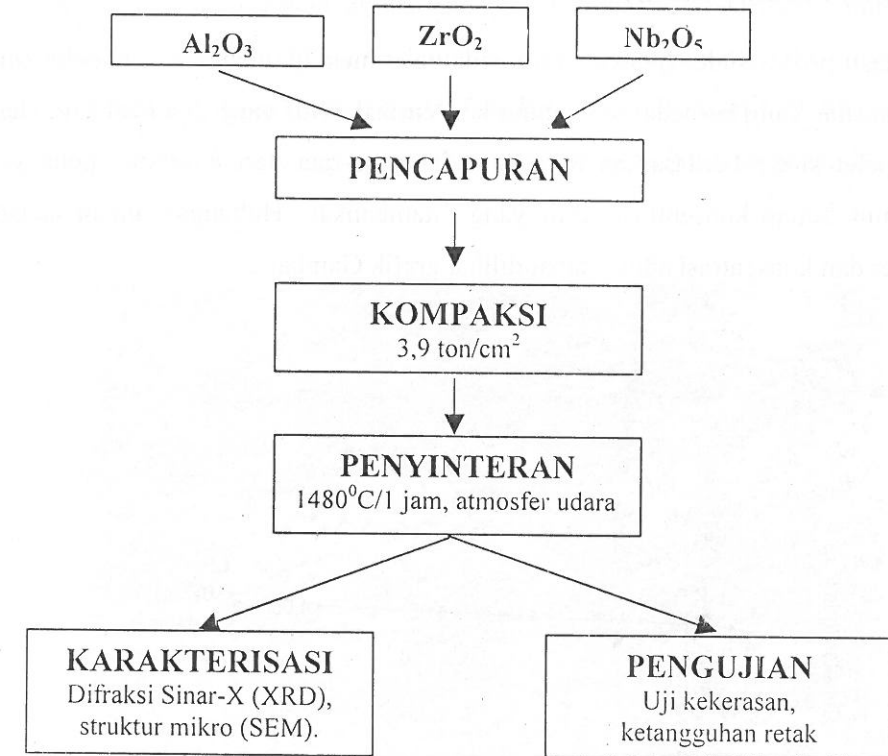 Al₂O₃
ZrO₂
Nb₂O₅
PENCAPURAN
KOMPAKSI
3,9 ton/cm²
PENYINTERAN
1480⁰C/1 jam, atmosfer udara
KARAKTERISASI
Difraksi Sinar-X (XRD),
struktur mikro (SEM).
PENGUJIAN
Uji kekerasan,
ketangguhan retak